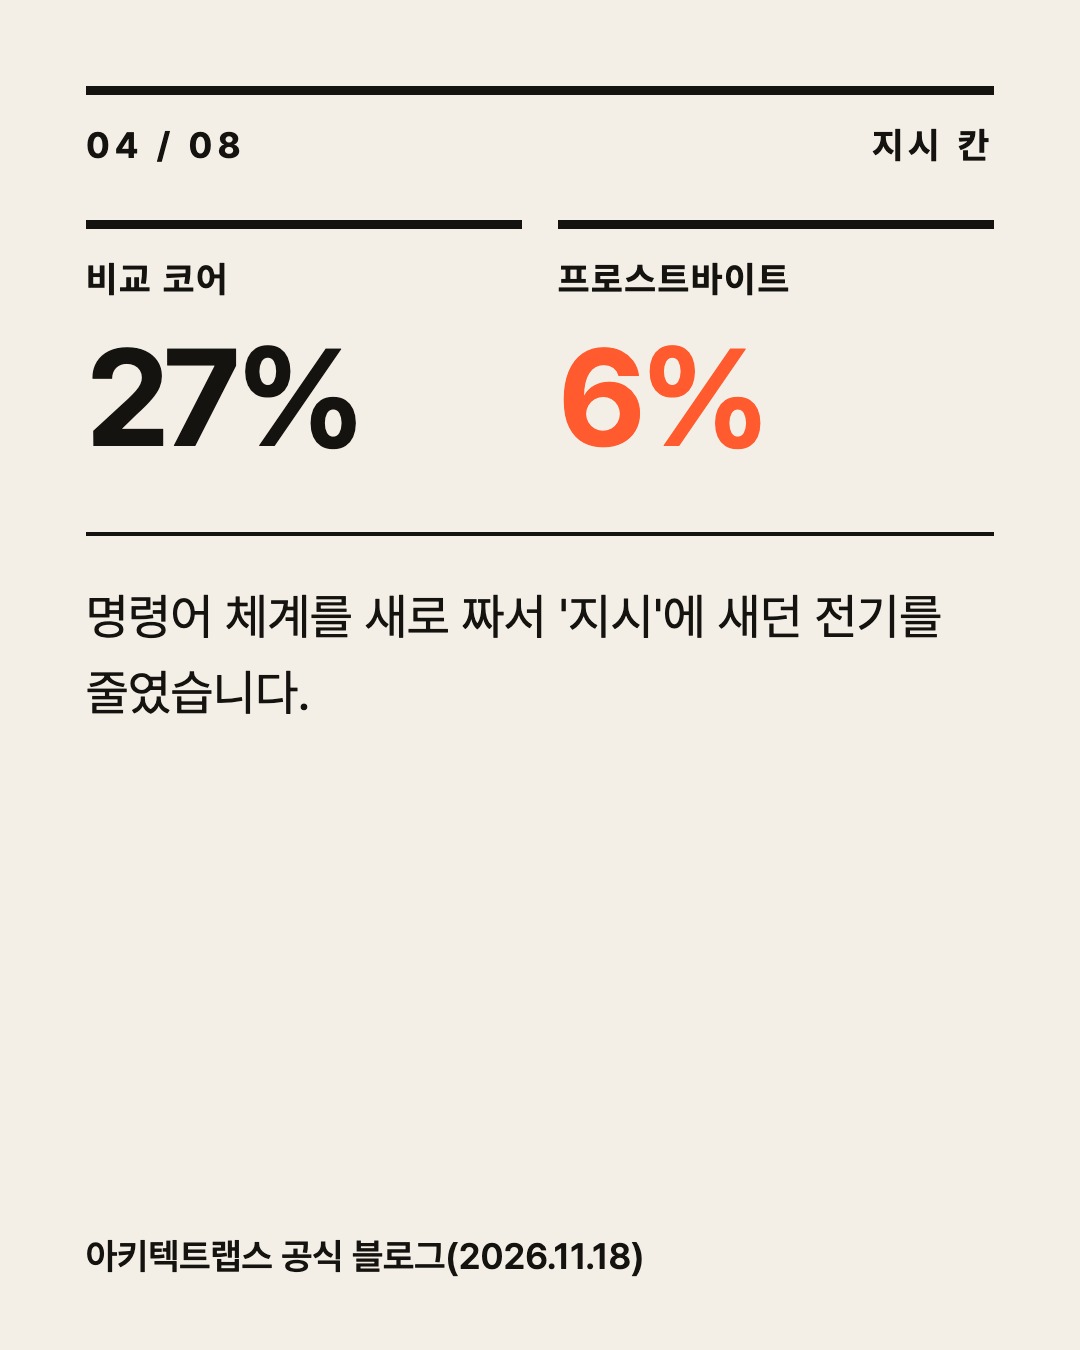 04 / 08
지시 칸
비교 코어
프로스트바이트
27%
6%
명령어 체계를 새로 짜서 '지시'에 새던 전기를
줄였습니다.
아키텍트랩스 공식 블로그(2026.11.18)